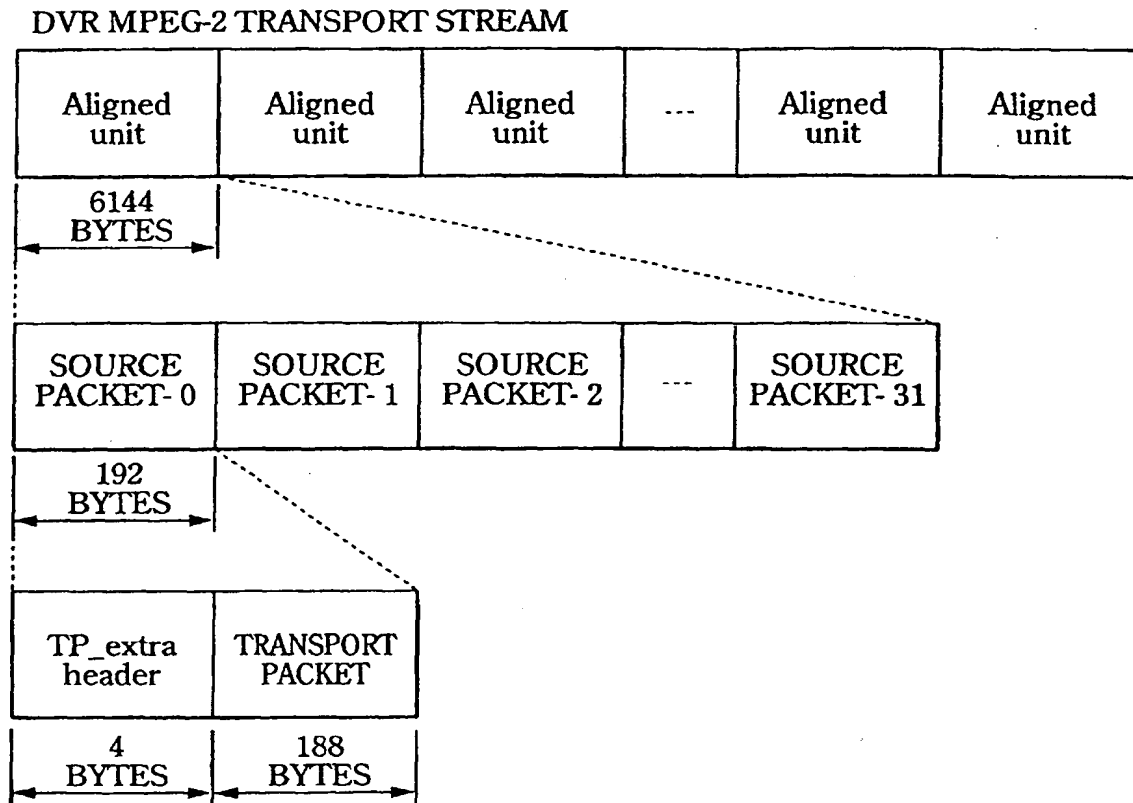 DVR MPEG-2 TRANSPORT STREAM
Aligned unit
Aligned unit
Aligned unit
---
Aligned unit
Aligned unit
6144 BYTES
SOURCE PACKET- 0
SOURCE PACKET- 1
SOURCE PACKET- 2
---
SOURCE PACKET- 31
192 BYTES
TP_extra header
TRANSPORT PACKET
4 BYTES
188 BYTES